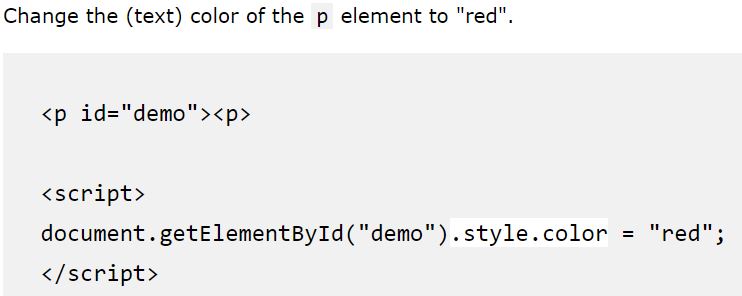 Change the (text) color of the p element to "red".
<p id="demo"><p>
<script>
document.getElementById("demo").style.color = "red";
</script>